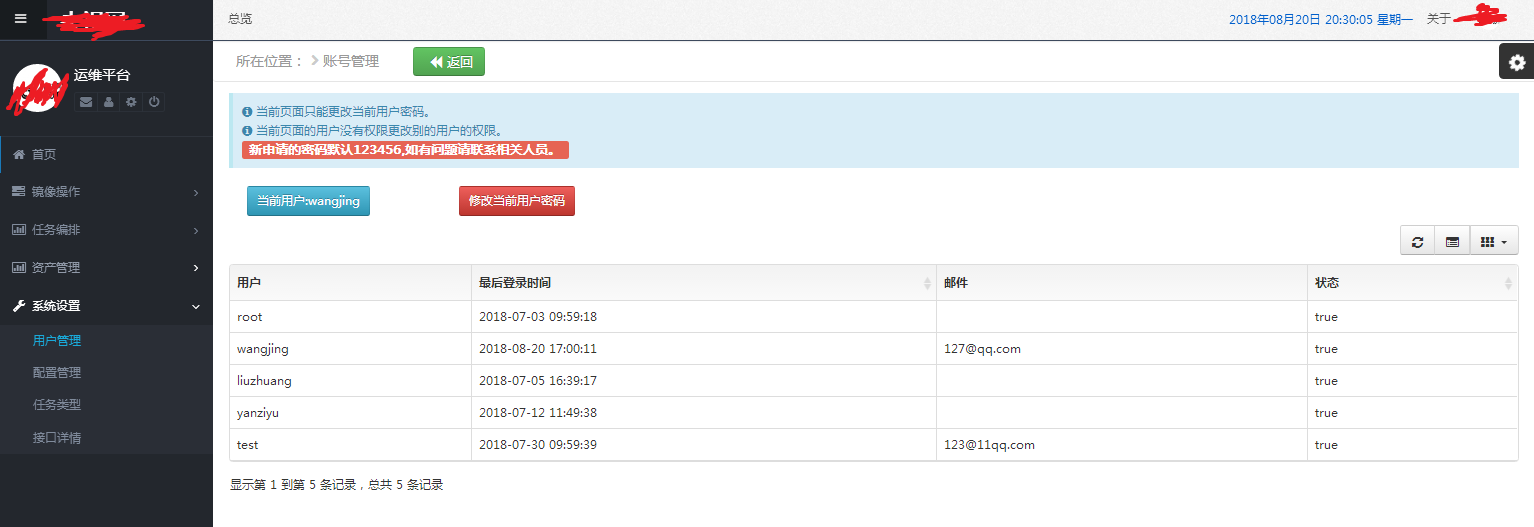 总览
2018年08月20日 20:30:05 星期一
关于
运维平台
首页
镜像操作
任务编排
资产管理
系统设置
用户管理
配置管理
任务类型
接口详情
所在位置： 账号管理
返回
当前页面只能更改当前用户密码。
当前页面的用户没有权限更改别的用户的权限。
新申请的密码默认123456,如有问题请联系相关人员。
当前用户:wangjing
修改当前用户密码
用户 最后登录时间 邮件 状态
root 2018-07-03 09:59:18 true
wangjing 2018-08-20 17:00:11 127@qq.com true
liuzhuang 2018-07-05 16:39:17 true
yanziyu 2018-07-12 11:49:38 true
test 2018-07-30 09:59:39 123@11qq.com true
显示第 1 到第 5 条记录，总共 5 条记录